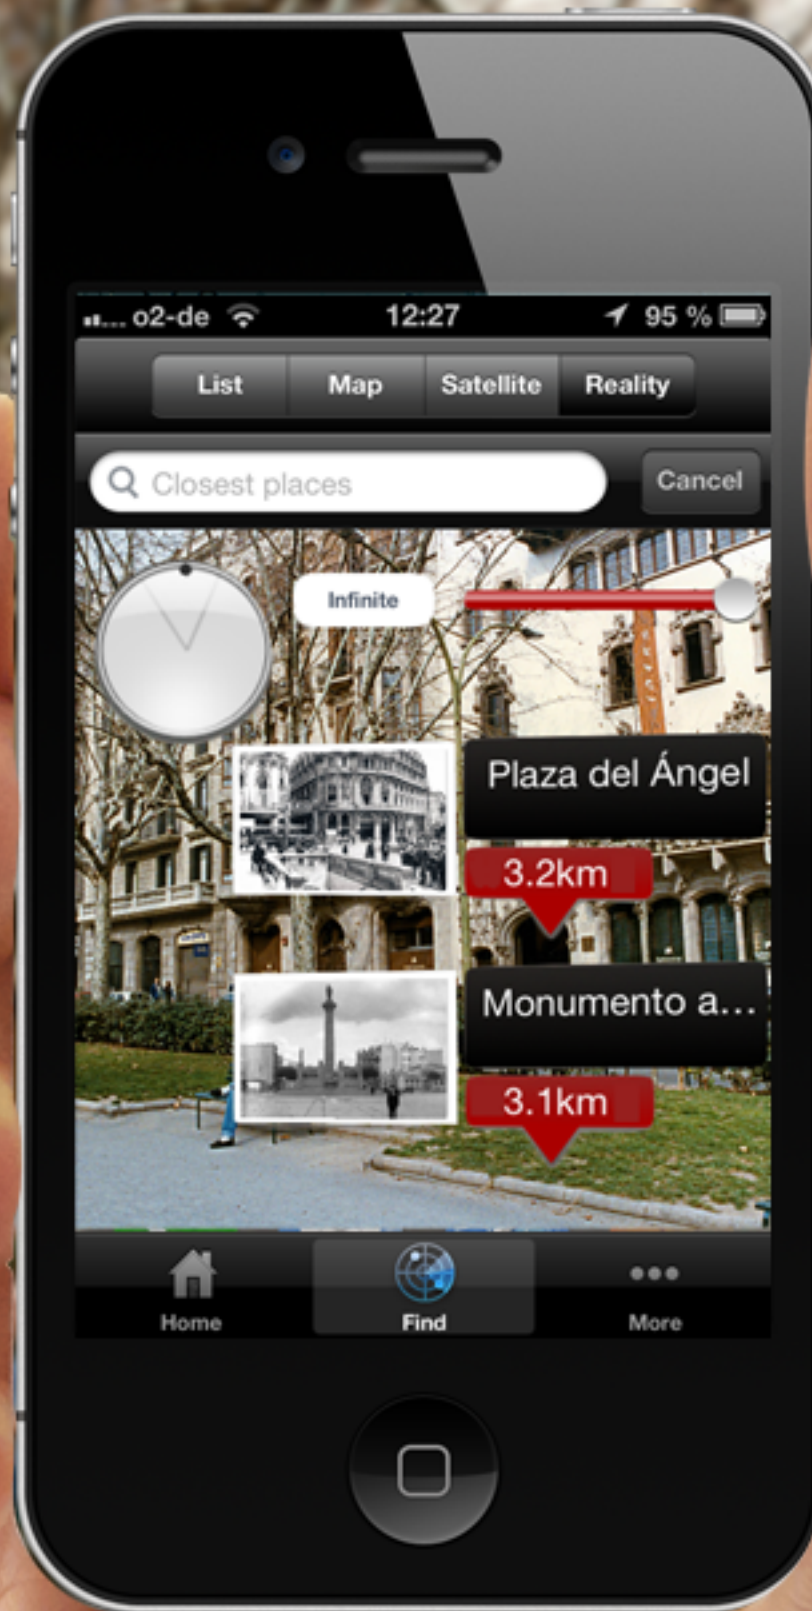 o2-de 12:27 95 %
List Map Satellite Reality
Closest places Cancel
Infinite
Plaza del Ángel
3.2km
Monumento a...
3.1km
Home Find More